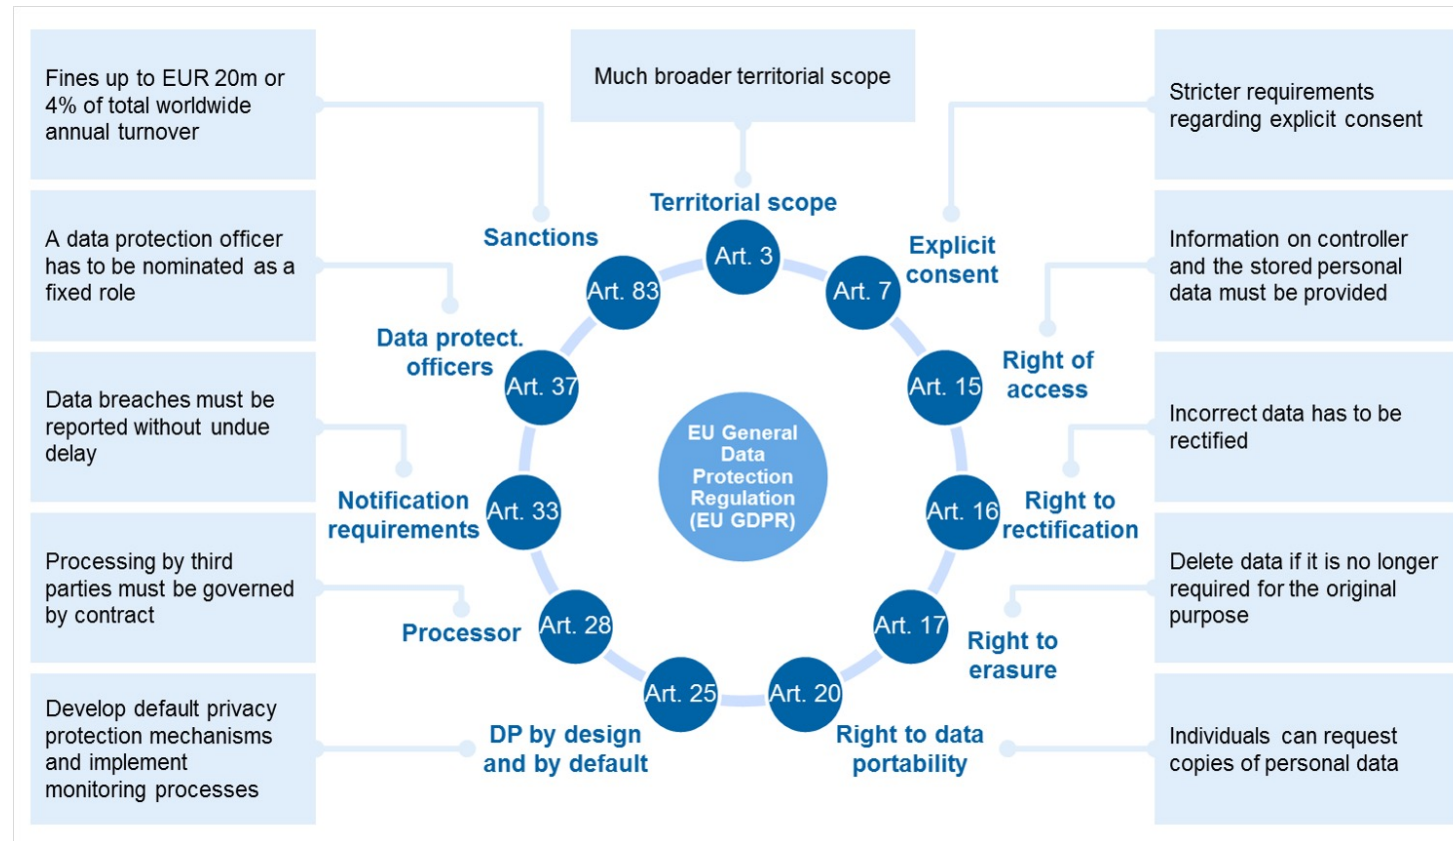 Fines up to EUR 20m or
4% of total worldwide
annual turnover
Much broader territorial scope
Stricter requirements
regarding explicit consent
A data protection officer
has to be nominated as a
fixed role
Information on controller
and the stored personal
data must be provided
Data breaches must be
reported without undue
delay
Incorrect data has to be
rectified
Processing by third
parties must be governed
by contract
Delete data if it is no longer
required for the original
purpose
Develop default privacy
protection mechanisms
and implement
monitoring processes
Individuals can request
copies of personal data
Territorial scope
Art. 3
Explicit
consent
Art. 7
Right of
access
Art. 15
Right to
rectification
Art. 16
Right to
erasure
Art. 17
Right to data
portability
Art. 20
DP by design
and by default
Art. 25
Processor
Art. 28
Notification
requirements
Art. 33
Data protect.
officers
Art. 37
Sanctions
Art. 83
EU General
Data
Protection
Regulation
(EU GDPR)